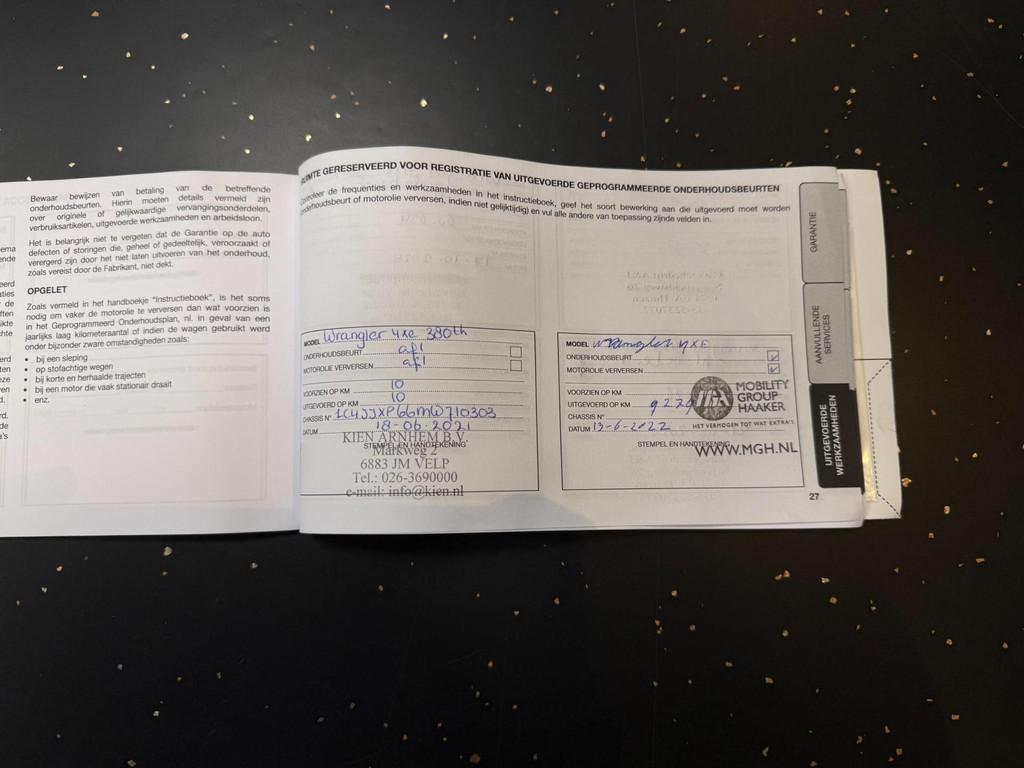 Bewaar bewijzen van betaling van de betreffende
onderhoudsbeurten. Hierin moeten details vermeld zijn
over originele of gelijkwaardige vervangingsonderdelen,
verbruiksartikelen, uitgevoerde werkzaamheden en arbeidsloon.
Het is belangrijk niet te vergeten dat de Garantie op de auto
defecten of storingen die, geheel of gedeeltelijk, veroorzaakt of
verergerd zijn door het niet laten uitvoeren van het onderhoud,
zoals vereist door de Fabrikant, niet dekt.
OPGELET
Zoals vermeld in het handboekje "Instructieboek", is het soms
nodig om vaker de motorolie te verversen dan wat voorzien is
in het Geprogrammeerd Onderhoudsplan, nl. in geval van een
jaarlijks laag kilometeraantal of indien de wagen gebruikt werd
onder bijzonder zware omstandigheden zoals:
• bij een sleping
• op stofachtige wegen
• bij korte en herhaalde trajecten
• bij een motor die vaak stationair draait
• enz.
RUIMTE GERESERVEERD VOOR REGISTRATIE VAN UITGEVOERDE GEPROGRAMMEERDE ONDERHOUDSBEURTEN
Controleer de frequenties en werkzaamheden in het instructieboek, geef het soort bewerking aan die uitgevoerd moet worden
(onderhoudsbeurt of motorolie verversen, indien niet gelijktijdig) en vul alle andere van toepassing zijnde velden in.
MODEL Wrangler 4xe 380th
ONDERHOUDSBEURT afl
MOTOROLIE VERVERSEN afl
VOORZIEN OP KM 10
UITGEVOERD OP KM 10
CHASSIS N° 1C4JJXP66MW710303
DATUM 18-06-2021
STEMPEL EN HANDTEKENING
KIEN ARNHEM B.V.
Markweg 2
6883 JM VELP
Tel.: 026-3690000
e-mail: info@kien.nl
MODEL Wrangler 4XE
ONDERHOUDSBEURT
MOTOROLIE VERVERSEN
VOORZIEN OP KM
UITGEVOERD OP KM
CHASSIS N°
DATUM 13-6-2022
MOBILITY
GROUP
HAAKER
HET VERMOGEN TOT WAT EXTRA'S
STEMPEL EN HANDTEKENING
WWW.MGH.NL
27
GARANTIE
AANVULLENDE
SERVICES
UITGEVOERDE
WERKZAAMHEDEN